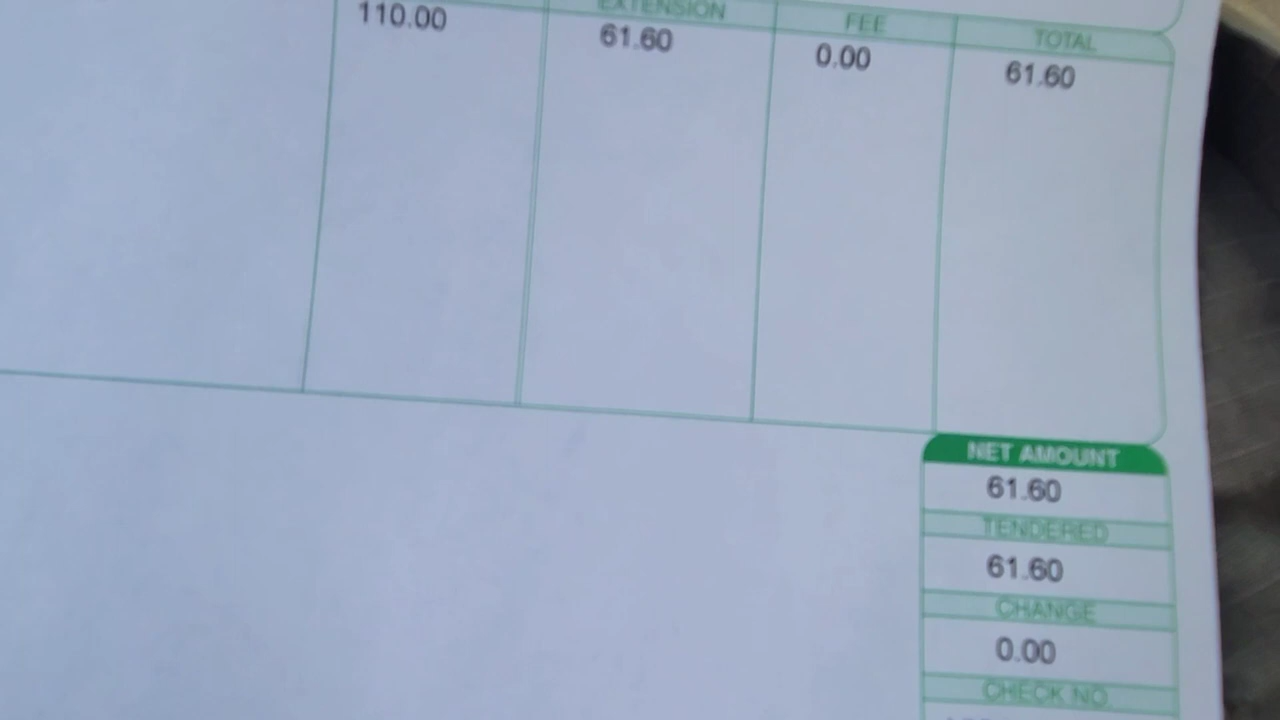 EXTENSION FEE TOTAL
110.00 61.60 0.00 61.60
NET AMOUNT
61.60
TENDERED
61.60
CHANGE
0.00
CHECK NO.